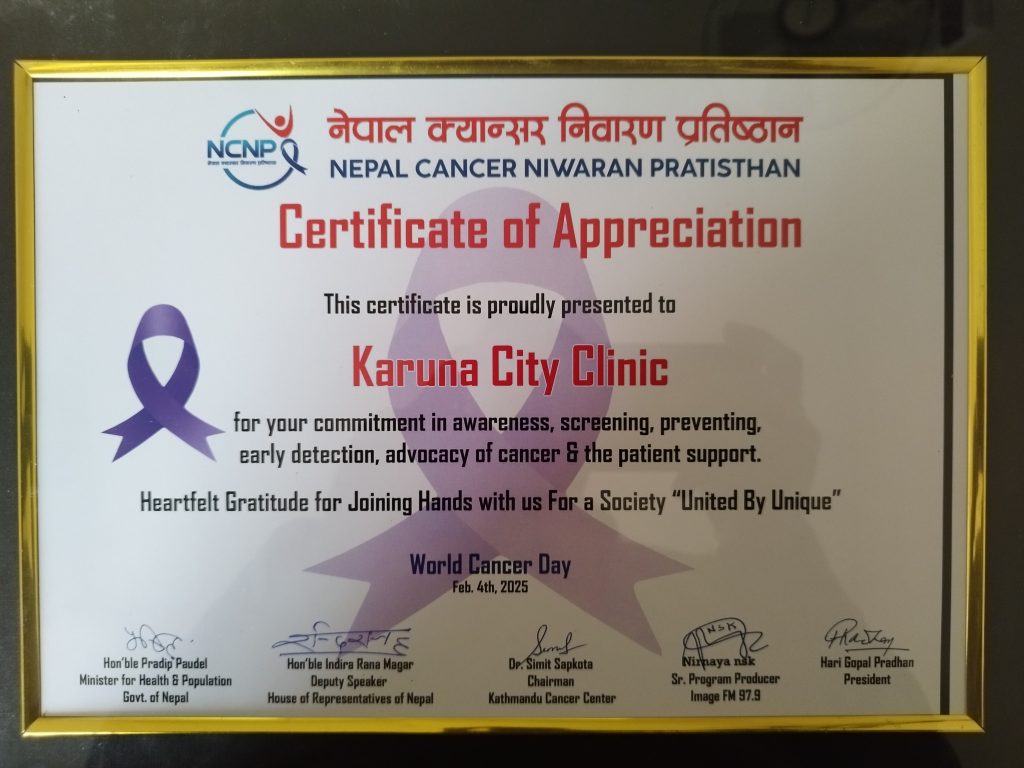 NCNP
नेपाल क्यान्सर निवारण प्रतिष्ठान
नेपाल क्यान्सर निवारण प्रतिष्ठान
NEPAL CANCER NIWARAN PRATISTHAN
Certificate of Appreciation
This certificate is proudly presented to
Karuna City Clinic
for your commitment in awareness, screening, preventing,
early detection, advocacy of cancer & the patient support.
Heartfelt Gratitude for Joining Hands with us For a Society “United By Unique”
World Cancer Day
Feb. 4th, 2025
Hon'ble Pradip Paudel
Minister for Health & Population
Govt. of Nepal
Hon'ble Indira Rana Magar
Deputy Speaker
House of Representatives of Nepal
Dr. Simit Sapkota
Chairman
Kathmandu Cancer Center
NSK
Nirnaya nsk
Sr. Program Producer
Image FM 97.9
Hari Gopal Pradhan
President